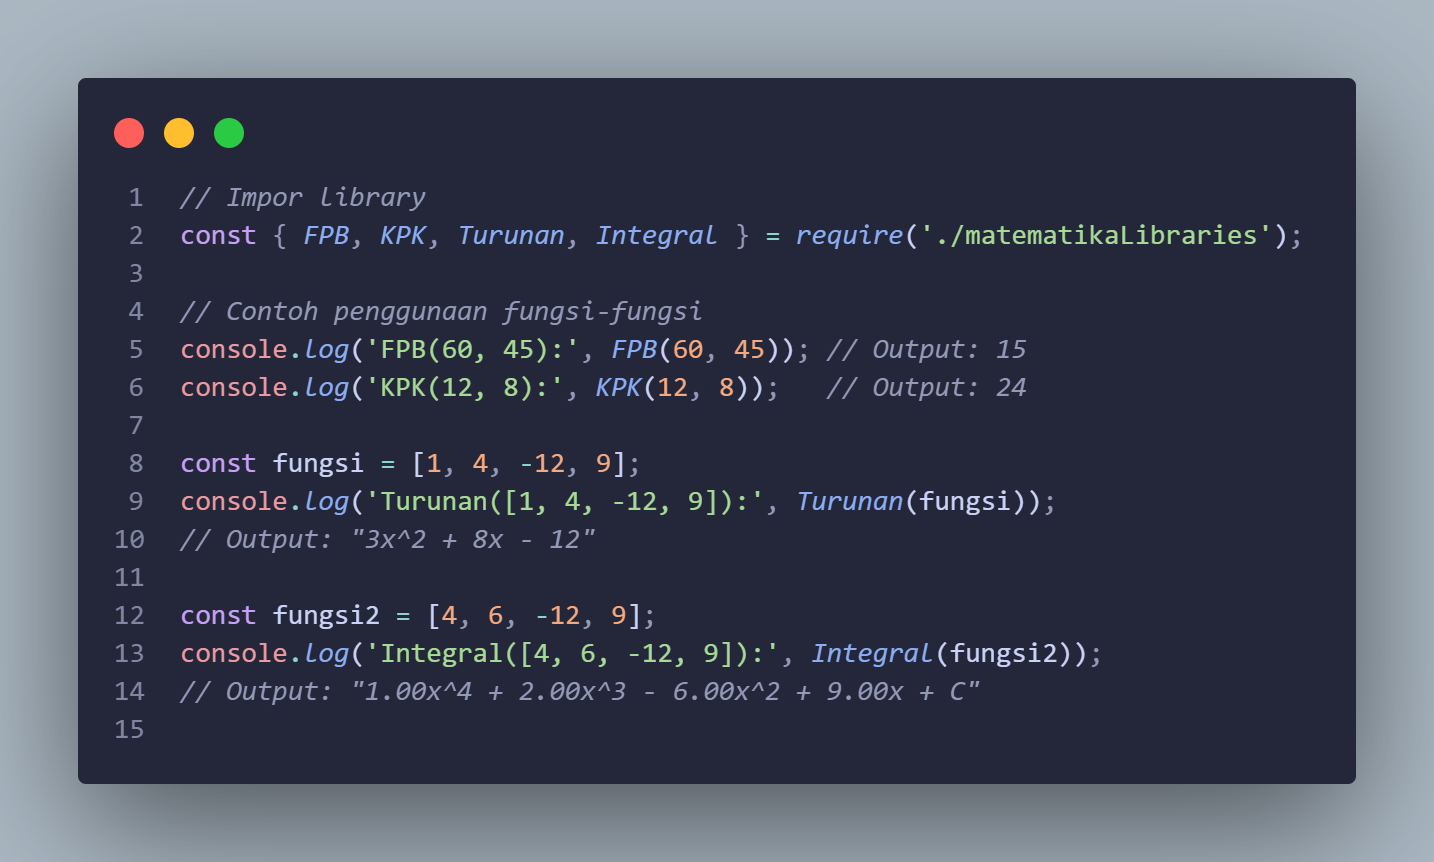 1 // Impor library
2 const { FPB, KPK, Turunan, Integral } = require('./matematikaLibraries');
3
4 // Contoh penggunaan fungsi-fungsi
5 console.log('FPB(60, 45):', FPB(60, 45)); // Output: 15
6 console.log('KPK(12, 8):', KPK(12, 8));   // Output: 24
7
8 const fungsi = [1, 4, -12, 9];
9 console.log('Turunan([1, 4, -12, 9]):', Turunan(fungsi));
10 // Output: "3x^2 + 8x - 12"
11
12 const fungsi2 = [4, 6, -12, 9];
13 console.log('Integral([4, 6, -12, 9]):', Integral(fungsi2));
14 // Output: "1.00x^4 + 2.00x^3 - 6.00x^2 + 9.00x + C"
15